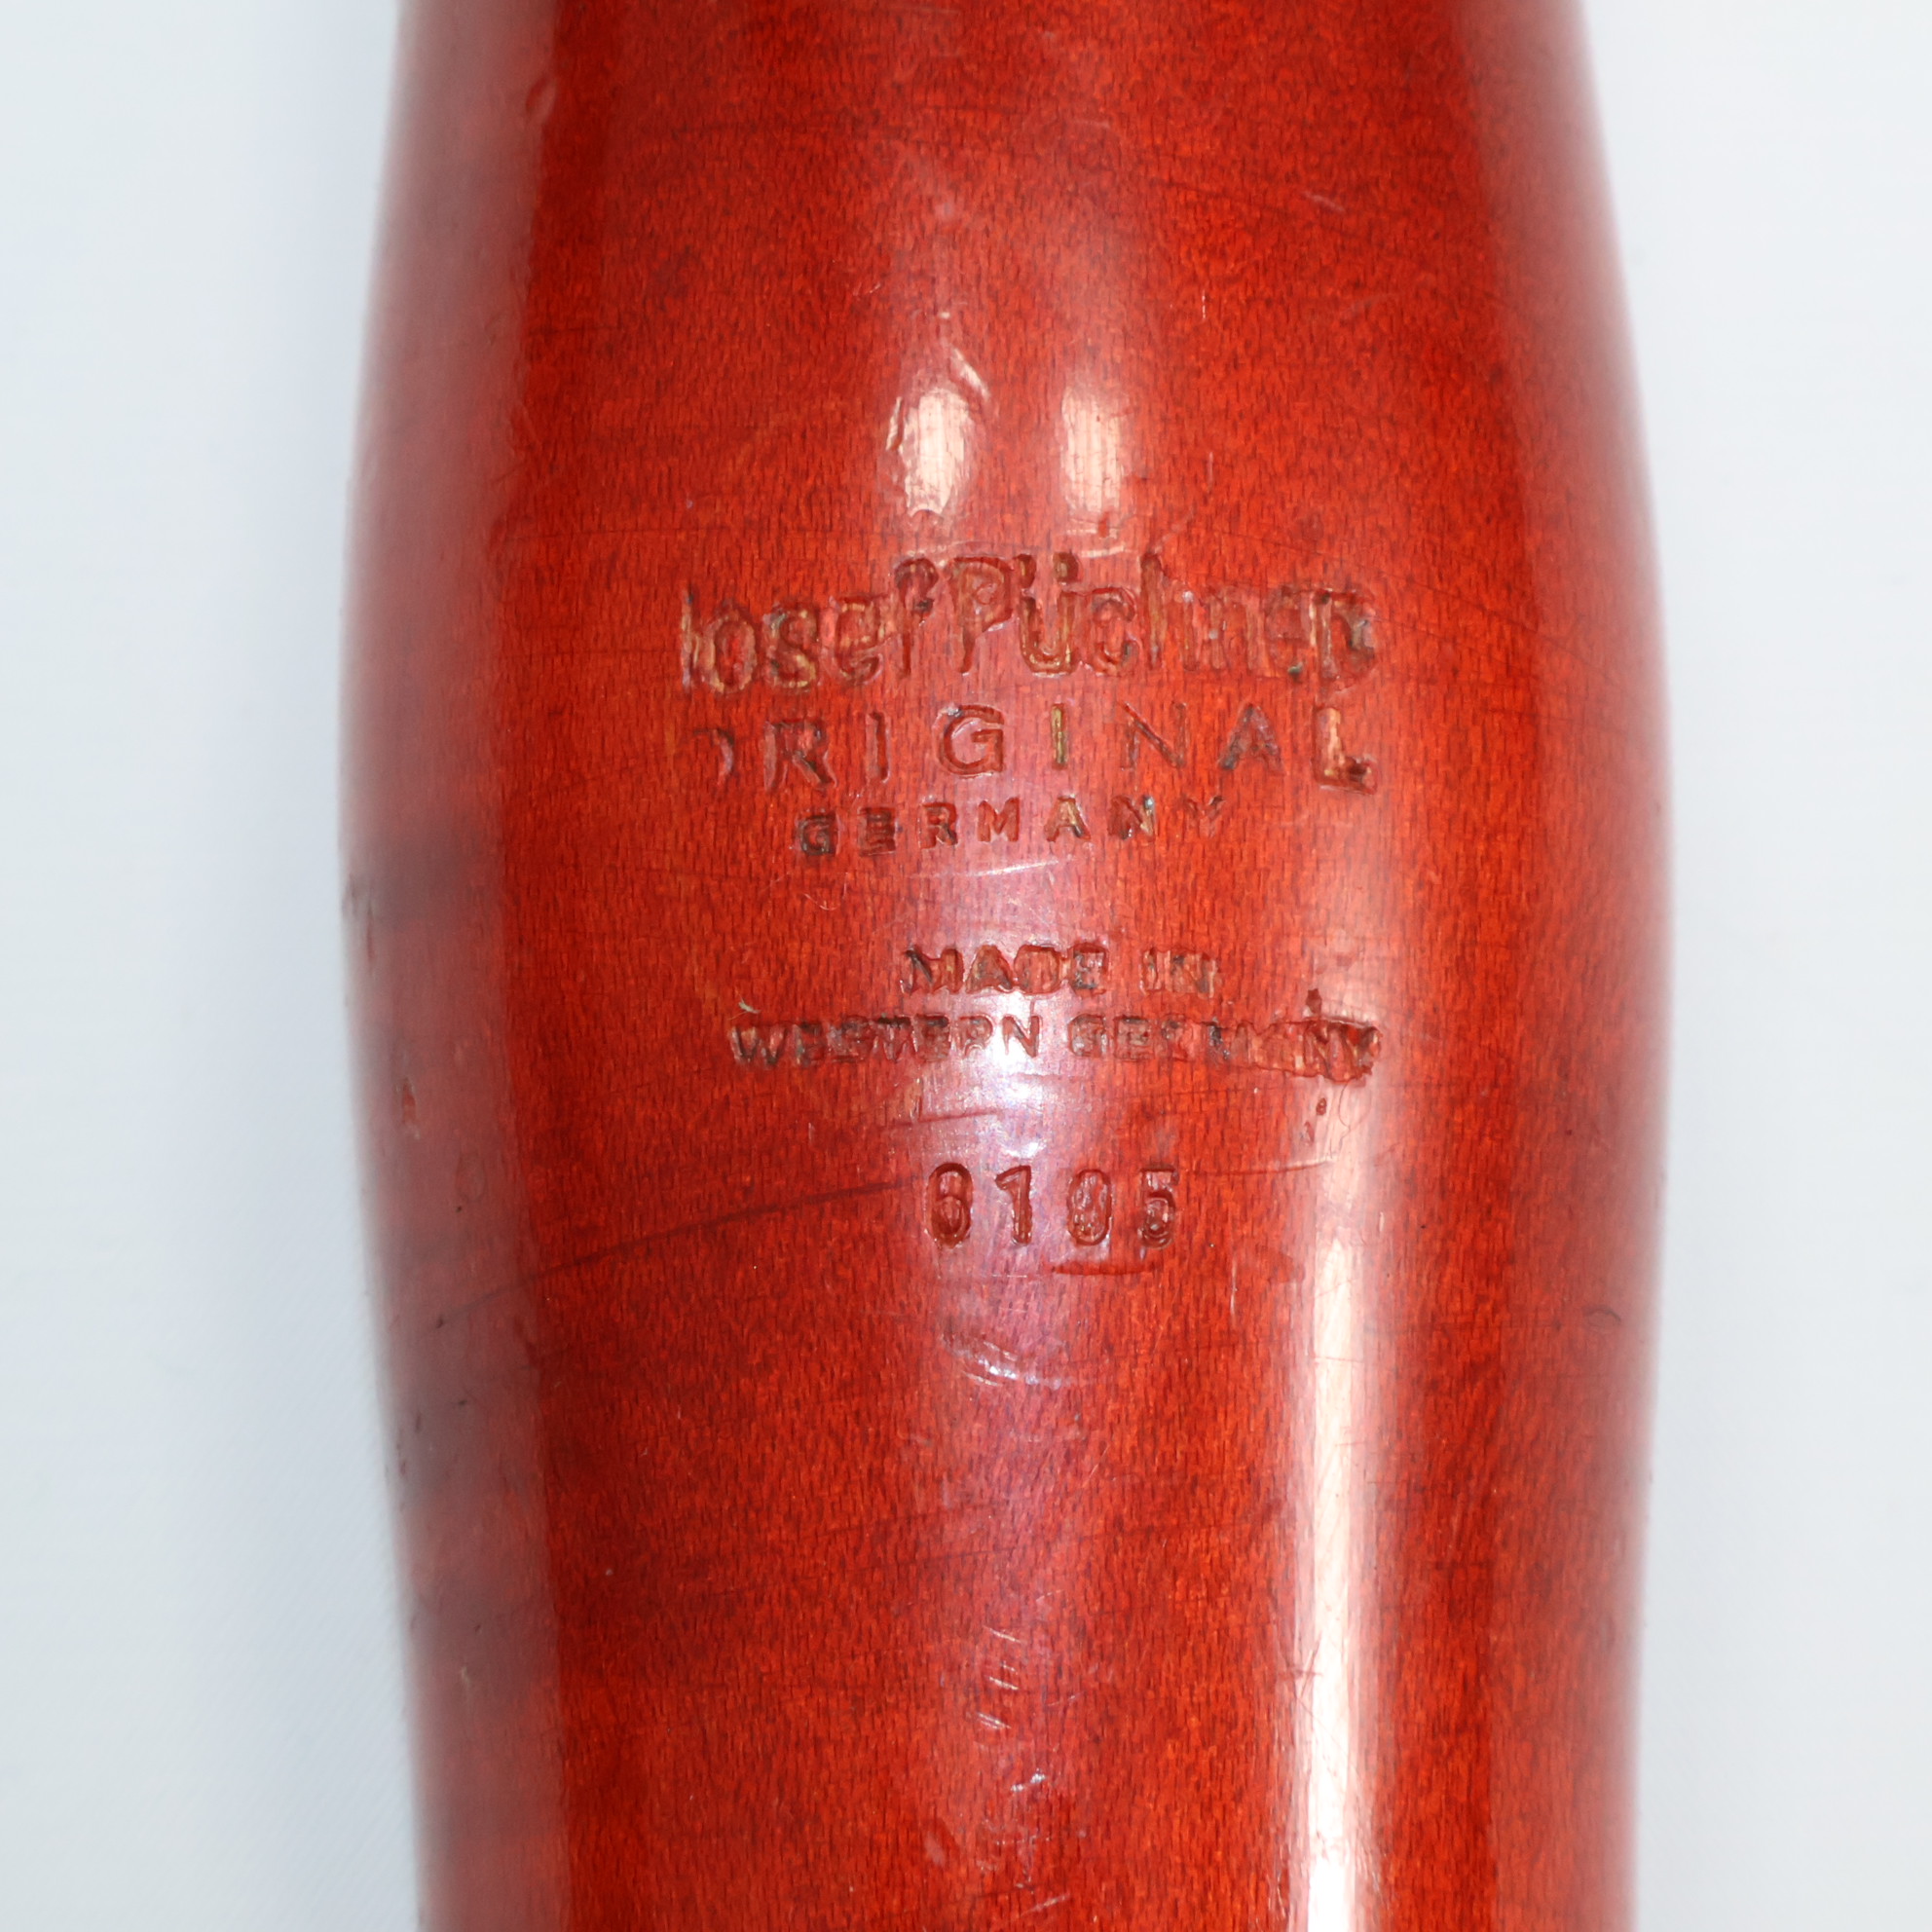 Josef Püchner
ORIGINAL
GERMANY
MADE IN
WESTERN GERMANY
6195